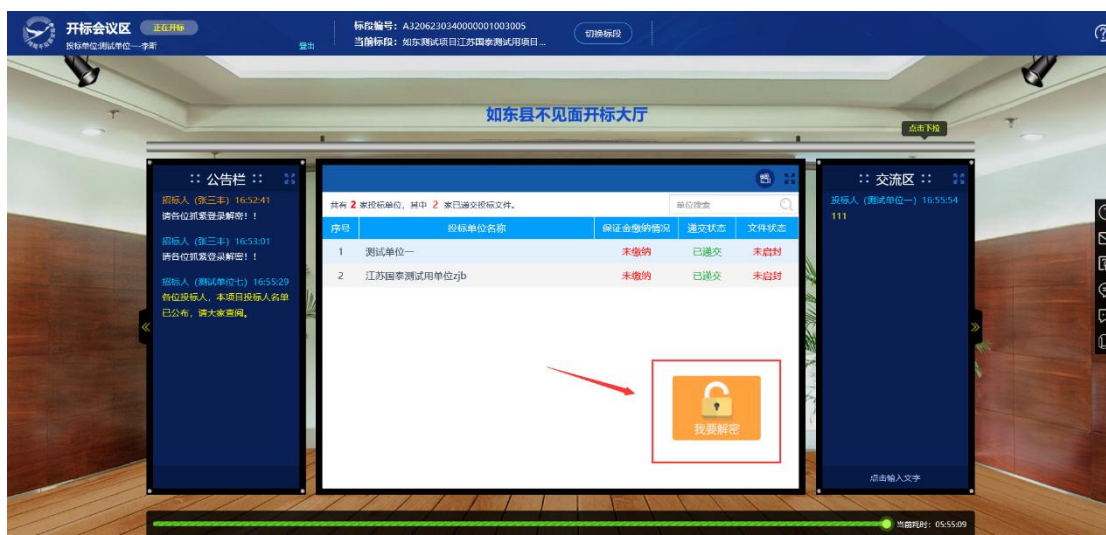 开标会议区 正在开标
投标单位:测试单位一---李斯 登出
标段编号：A3206230340000001003005
当前标段：如东测试项目江苏国泰测试用项目...
切换标段
如东县不见面开标大厅
点击下拉
:: 公告栏 ::
招标人（张三丰）16:52:41
请各位抓紧登录解密！！
招标人（张三丰）16:53:01
请各位抓紧登录解密！！
招标人（测试单位七）16:55:29
各位投标人，本项目投标人名单
已公布，请大家查阅。
共有 2 家投标单位，其中 2 家已递交投标文件。
单位搜索
序号 投标单位名称 保证金缴纳情况 递交状态 文件状态
1 测试单位一 未缴纳 已递交 未启封
2 江苏国泰测试用单位zjb 未缴纳 已递交 未启封
我要解密
:: 交流区 ::
投标人（测试单位一）16:55:54
111
点击输入文字
当前耗时：05:55:09